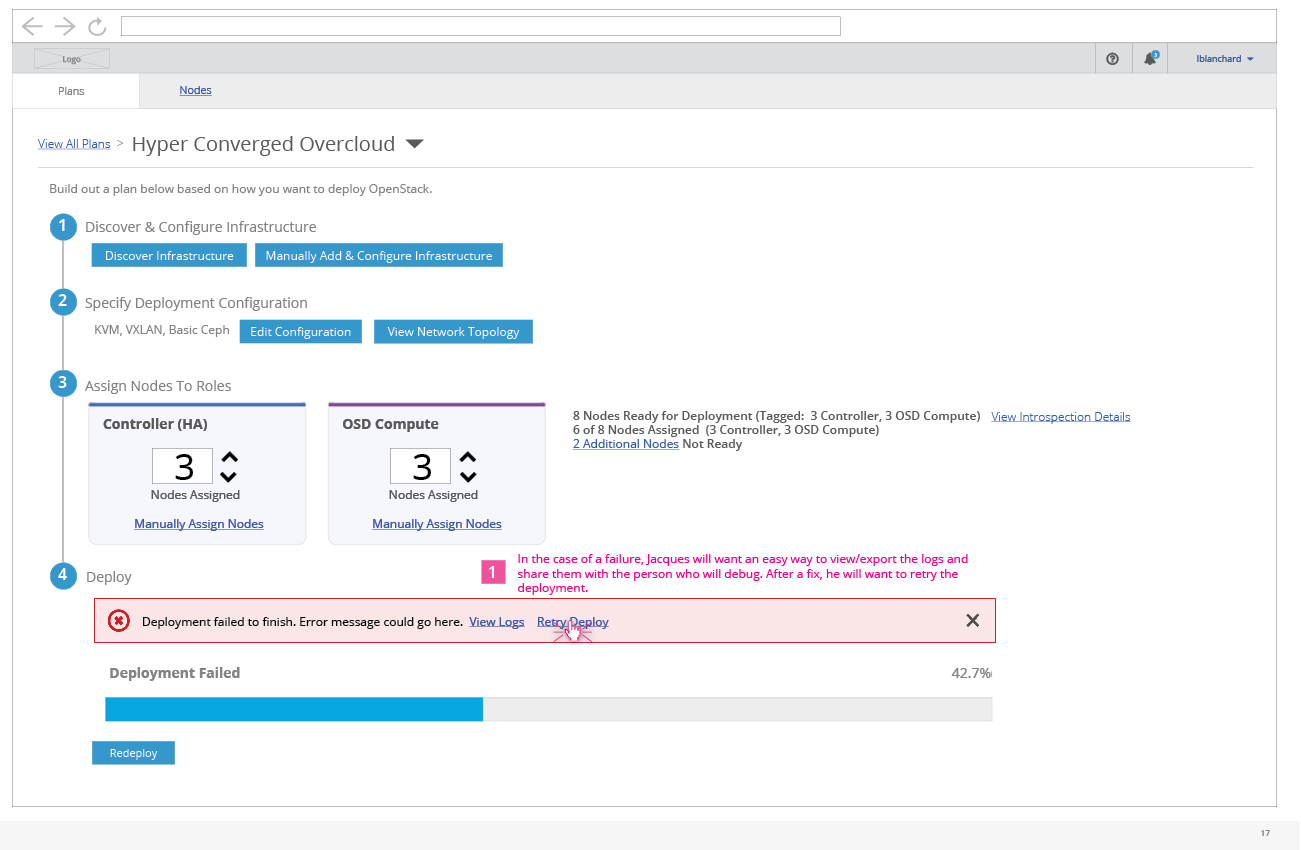 Logo
3
lblanchard
Plans
Nodes
View All Plans > Hyper Converged Overcloud
Build out a plan below based on how you want to deploy OpenStack.
1 Discover & Configure Infrastructure
Discover Infrastructure
Manually Add & Configure Infrastructure
2 Specify Deployment Configuration
KVM, VXLAN, Basic Ceph
Edit Configuration
View Network Topology
3 Assign Nodes To Roles
Controller (HA)
3
Nodes Assigned
Manually Assign Nodes
OSD Compute
3
Nodes Assigned
Manually Assign Nodes
8 Nodes Ready for Deployment (Tagged: 3 Controller, 3 OSD Compute) View Introspection Details
6 of 8 Nodes Assigned (3 Controller, 3 OSD Compute)
2 Additional Nodes Not Ready
1
In the case of a failure, Jacques will want an easy way to view/export the logs and
share them with the person who will debug. After a fix, he will want to retry the
deployment.
4 Deploy
Deployment failed to finish. Error message could go here. View Logs Retry Deploy
Deployment Failed
42.7%
Redeploy
17